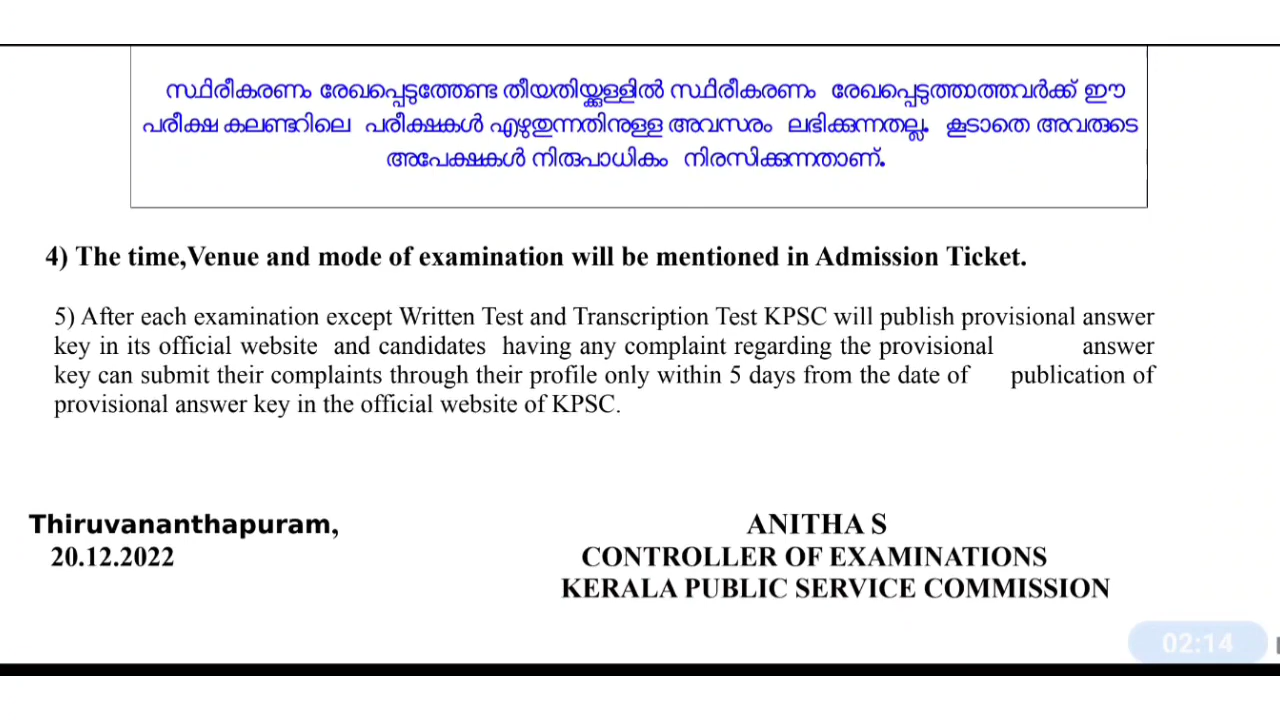 സ്ഥിരീകരണം രേഖപ്പെടുത്തേണ്ട തീയതിയ്ക്കുള്ളിൽ സ്ഥിരീകരണം രേഖപ്പെടുത്താത്തവർക്ക് ഈ
പരീക്ഷ കലണ്ടറിലെ പരീക്ഷകൾ എഴുതുന്നതിനുള്ള അവസരം ലഭിക്കുന്നതല്ല. കൂടാതെ അവരുടെ
അപേക്ഷകൾ നിരുപാധികം നിരസിക്കുന്നതാണ്.
4) The time,Venue and mode of examination will be mentioned in Admission Ticket.
5) After each examination except Written Test and Transcription Test KPSC will publish provisional answer
key in its official website and candidates having any complaint regarding the provisional answer
key can submit their complaints through their profile only within 5 days from the date of publication of
provisional answer key in the official website of KPSC.
Thiruvananthapuram,
20.12.2022
ANITHA S
CONTROLLER OF EXAMINATIONS
KERALA PUBLIC SERVICE COMMISSION
02:14